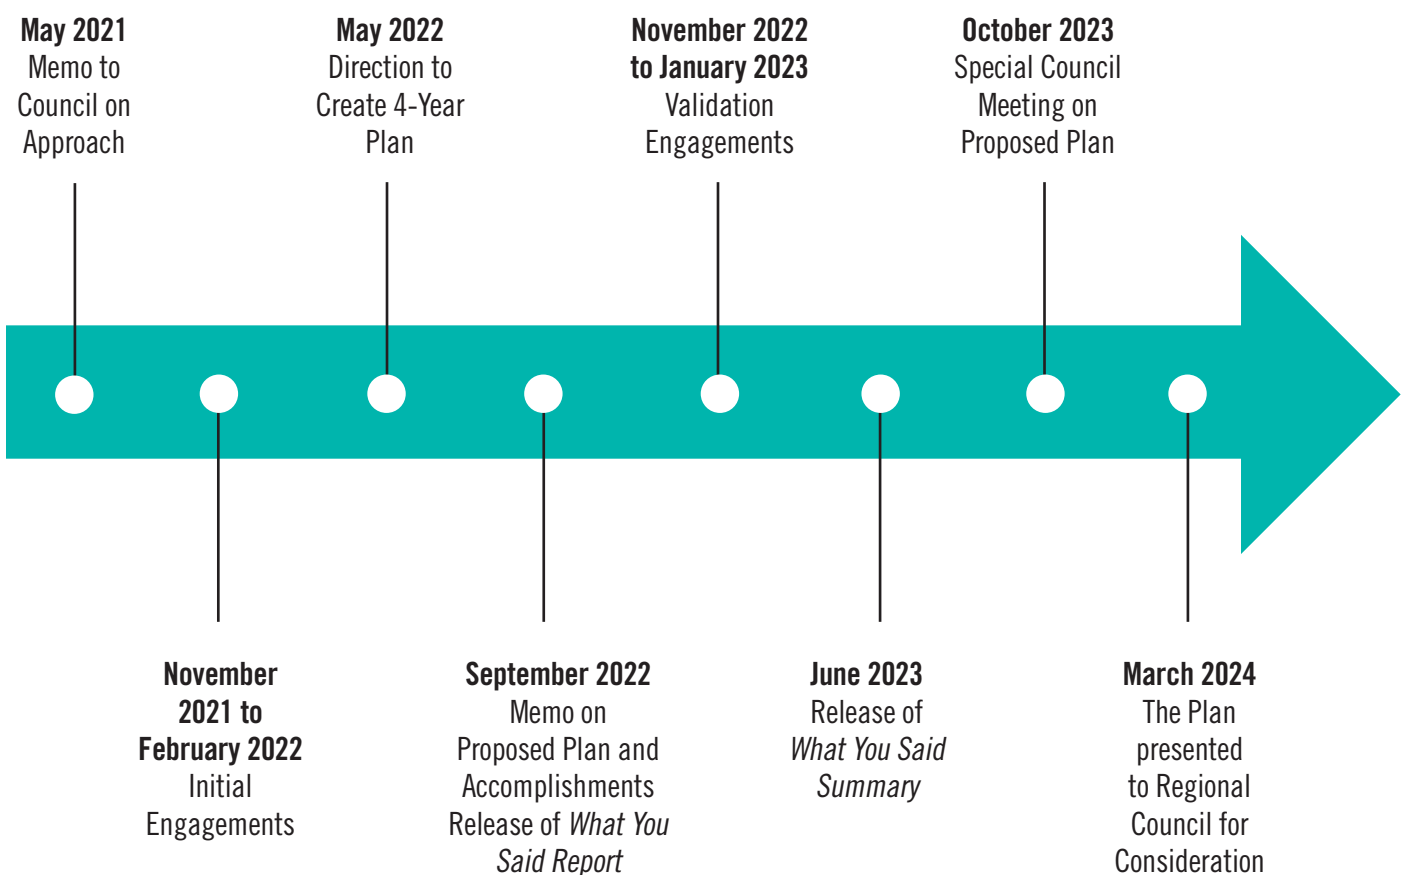 May 2021
Memo to
Council on
Approach
May 2022
Direction to
Create 4-Year
Plan
November 2022
to January 2023
Validation
Engagements
October 2023
Special Council
Meeting on
Proposed Plan
November
2021 to
February 2022
Initial
Engagements
September 2022
Memo on
Proposed Plan and
Accomplishments
Release of What You
Said Report
June 2023
Release of
What You Said
Summary
March 2024
The Plan
presented
to Regional
Council for
Consideration